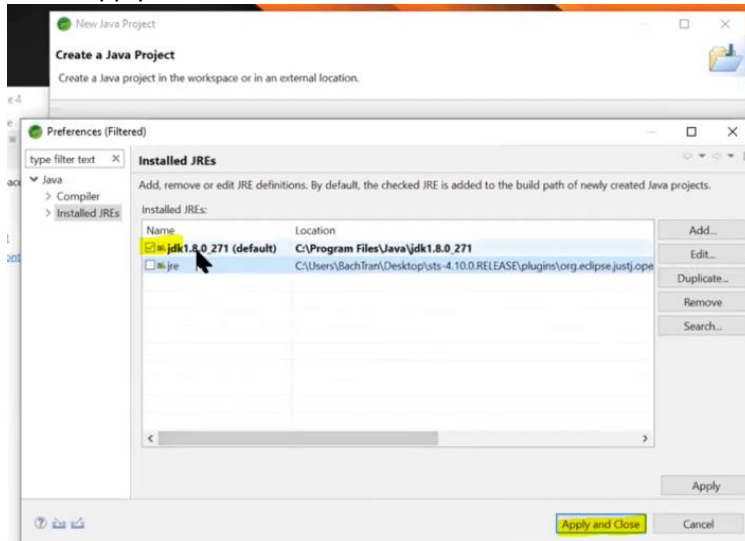 New Java Project
Create a Java Project
Create a Java project in the workspace or in an external location.
Preferences (Filtered)
type filter text
Installed JREs
Java
Compiler
Installed JREs
Add, remove or edit JRE definitions. By default, the checked JRE is added to the build path of newly created Java projects.
Installed JREs:
Name Location
jdk1.8.0_271 (default) C:\Program Files\Java\jdk1.8.0_271
jre C:\Users\BachTran\Desktop\sts-4.10.0.RELEASE\plugins\org.eclipse.justj.ope
Add...
Edit...
Duplicate...
Remove
Search...
Apply
Apply and Close Cancel